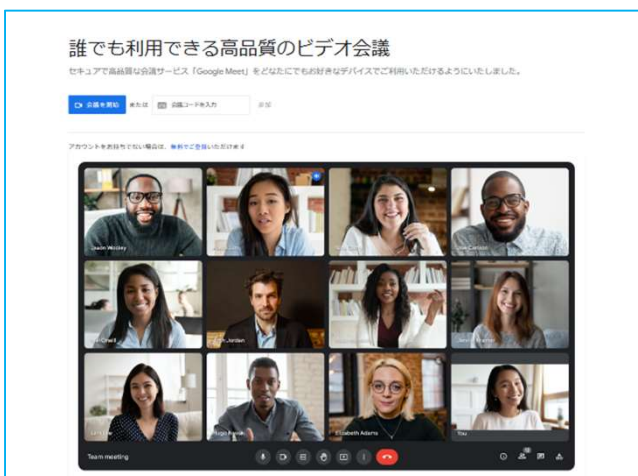 誰でも利用できる高品質のビデオ会議
セキュアで高品質な会議サービス「Google Meet」をどなたにでもお好きなデバイスでご利用いただけるようにいたしました。
会議を開始 または 会議コードを入力 参加
アカウントをお持ちでない場合は、無料でご登録いただけます
Jason Woolley
Jordan
Elizabeth Adams
You
Team meeting